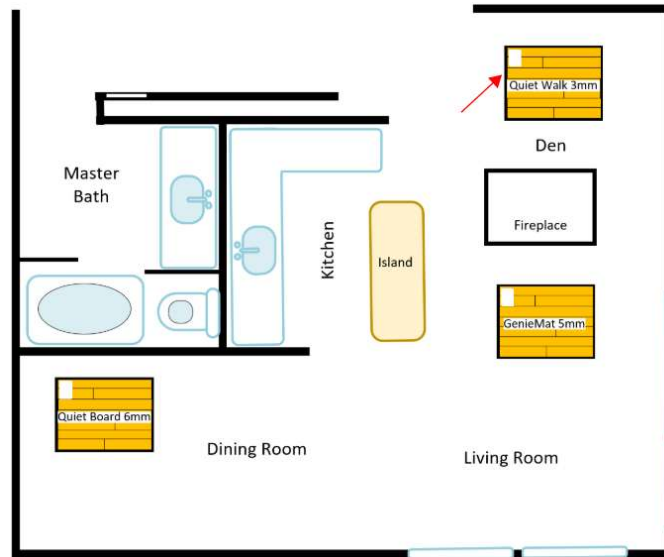 Quiet Walk 3mm
Den
Master
Bath
Kitchen
Fireplace
Island
GenieMat 5mm
Quiet Board 6mm
Dining Room
Living Room